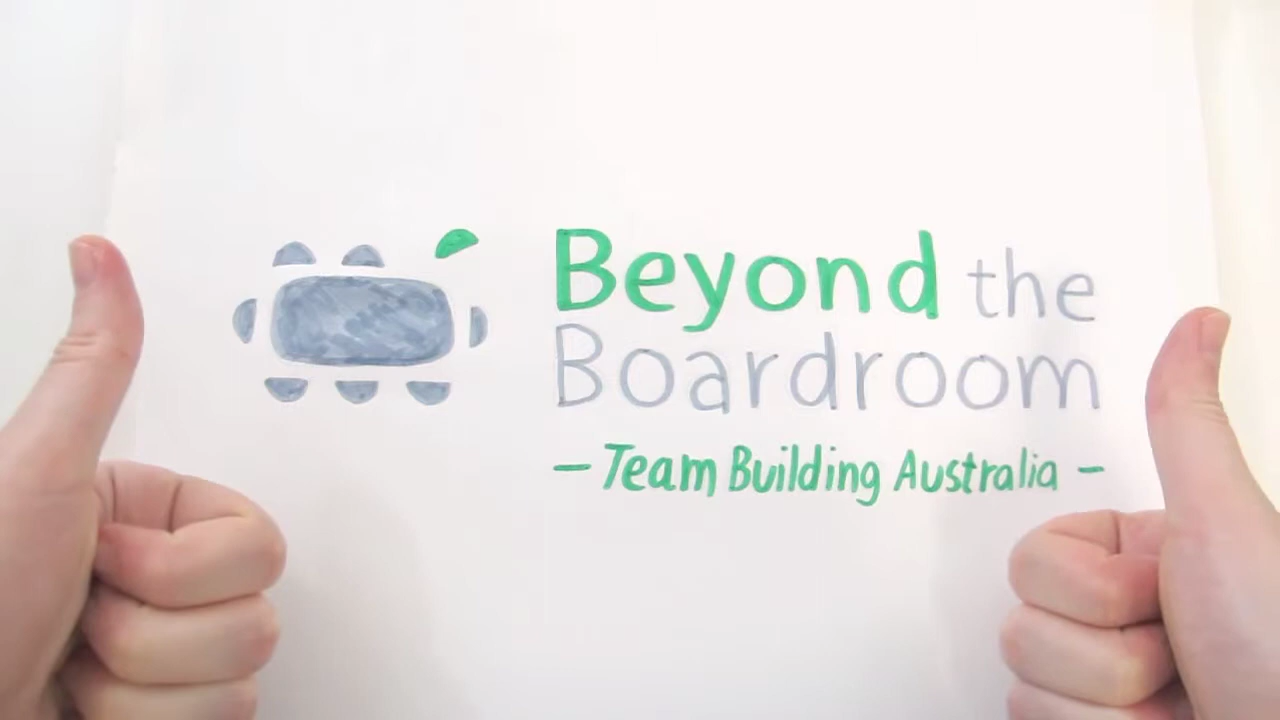 Beyond the
Boardroom
– Team Building Australia –